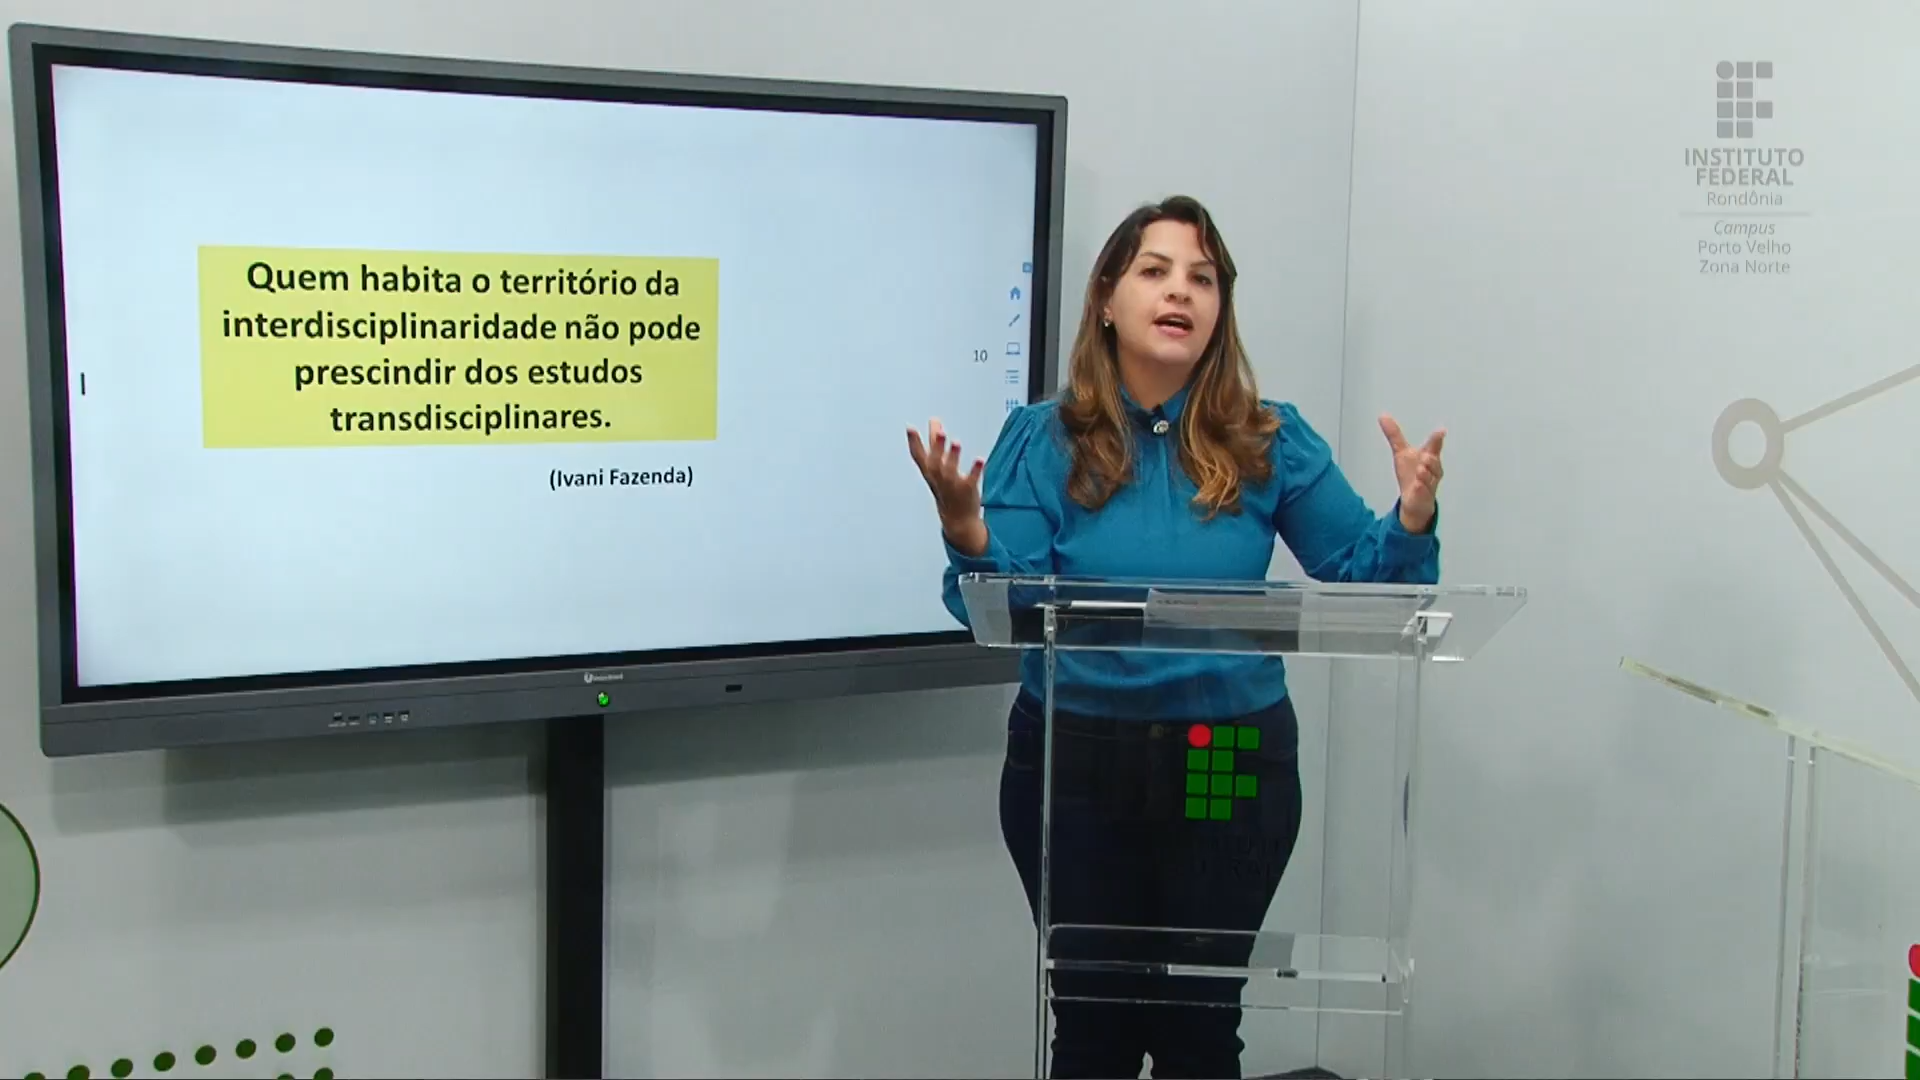 Quem habita o território da
interdisciplinaridade não pode
prescindir dos estudos
transdisciplinares.
(Ivani Fazenda)
10
INSTITUTO
FEDERAL
Rondônia
Campus
Porto Velho
Zona Norte